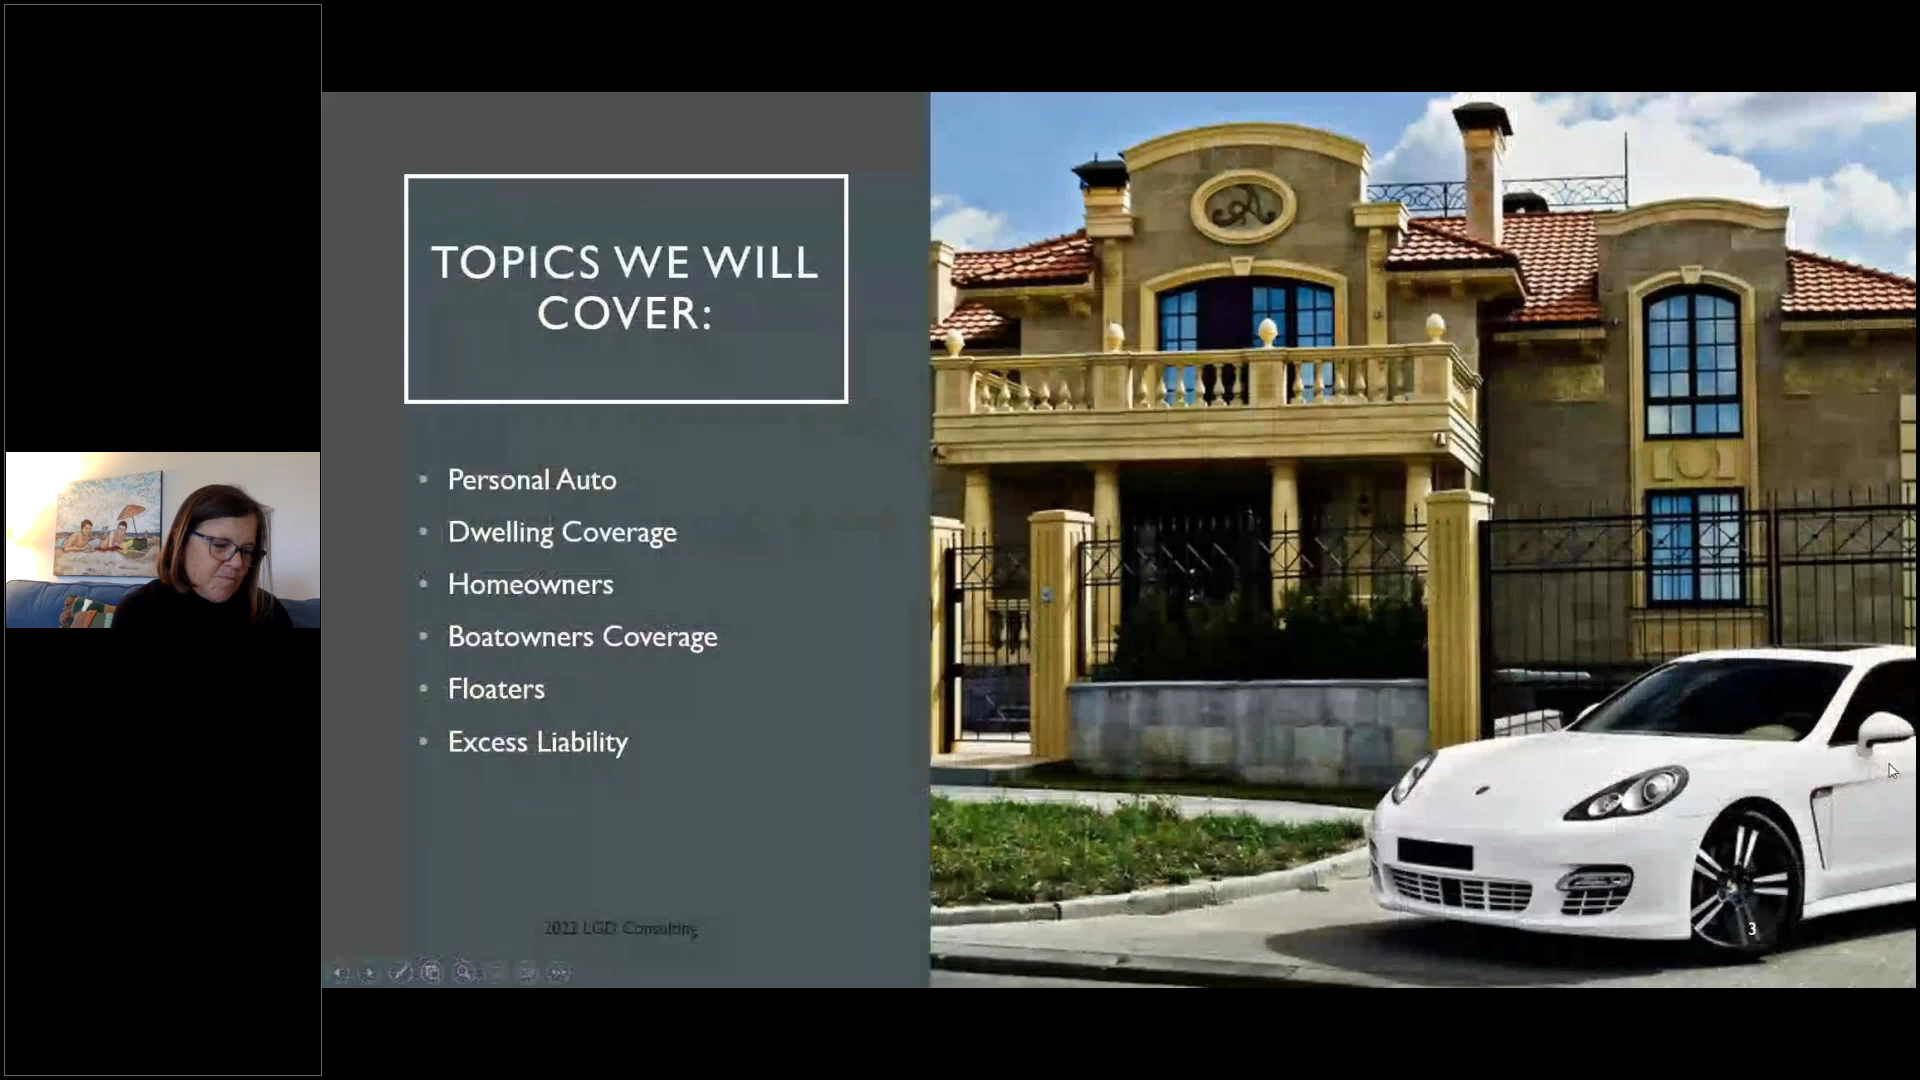 TOPICS WE WILL
COVER:
• Personal Auto
• Dwelling Coverage
• Homeowners
• Boatowners Coverage
• Floaters
• Excess Liability
2022 LGD Consulting
3